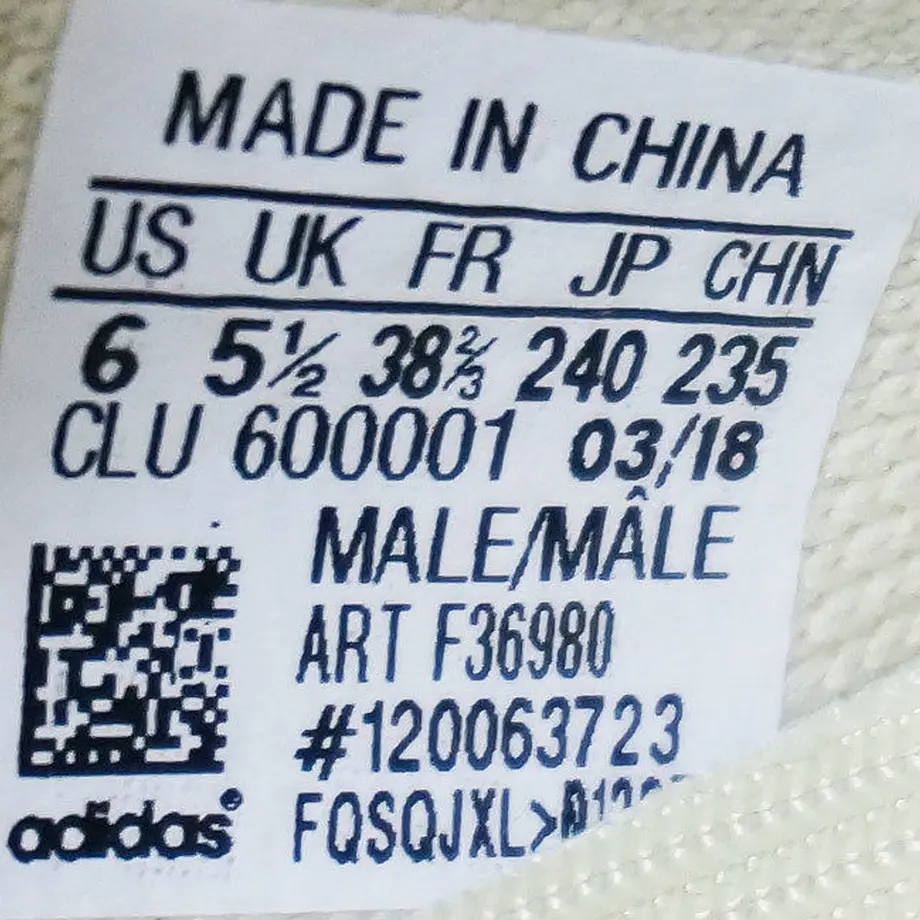 MADE IN CHINA
US UK FR JP CHN
6 5½ 38⅔ 240 235
CLU 600001 03/18
MALE/MÂLE
ART F36980
#120063723
adidas®
FQSQJXL>